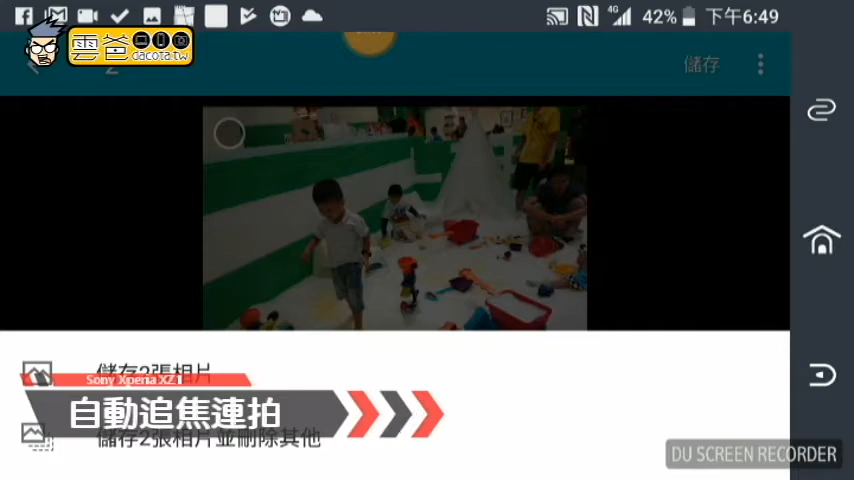 4G 42% 下午6:49
雲爸
dacota.tw
2
儲存
儲存2張相片
Sony Xperia XZ1
自動追焦連拍
儲存2張相片並刪除其他
DU SCREEN RECORDER